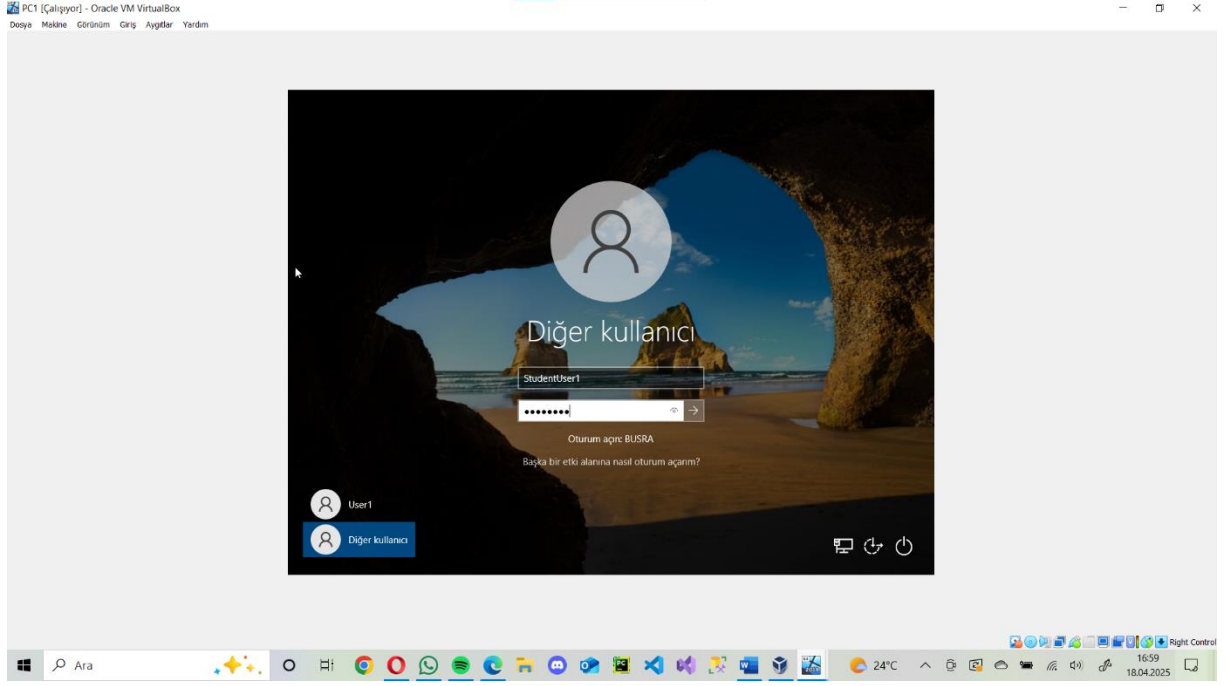 PC1 [Çalışıyor] - Oracle VM VirtualBox
Dosya Makine Görünüm Giriş Aygıtlar Yardım
Diğer kullanıcı
StudentUser1
Oturum açın: BUSRA
Başka bir etki alanına nasıl oturum açarım?
User1
Diğer kullanıcı
Right Control
Ara
24°C
16:59
18.04.2025